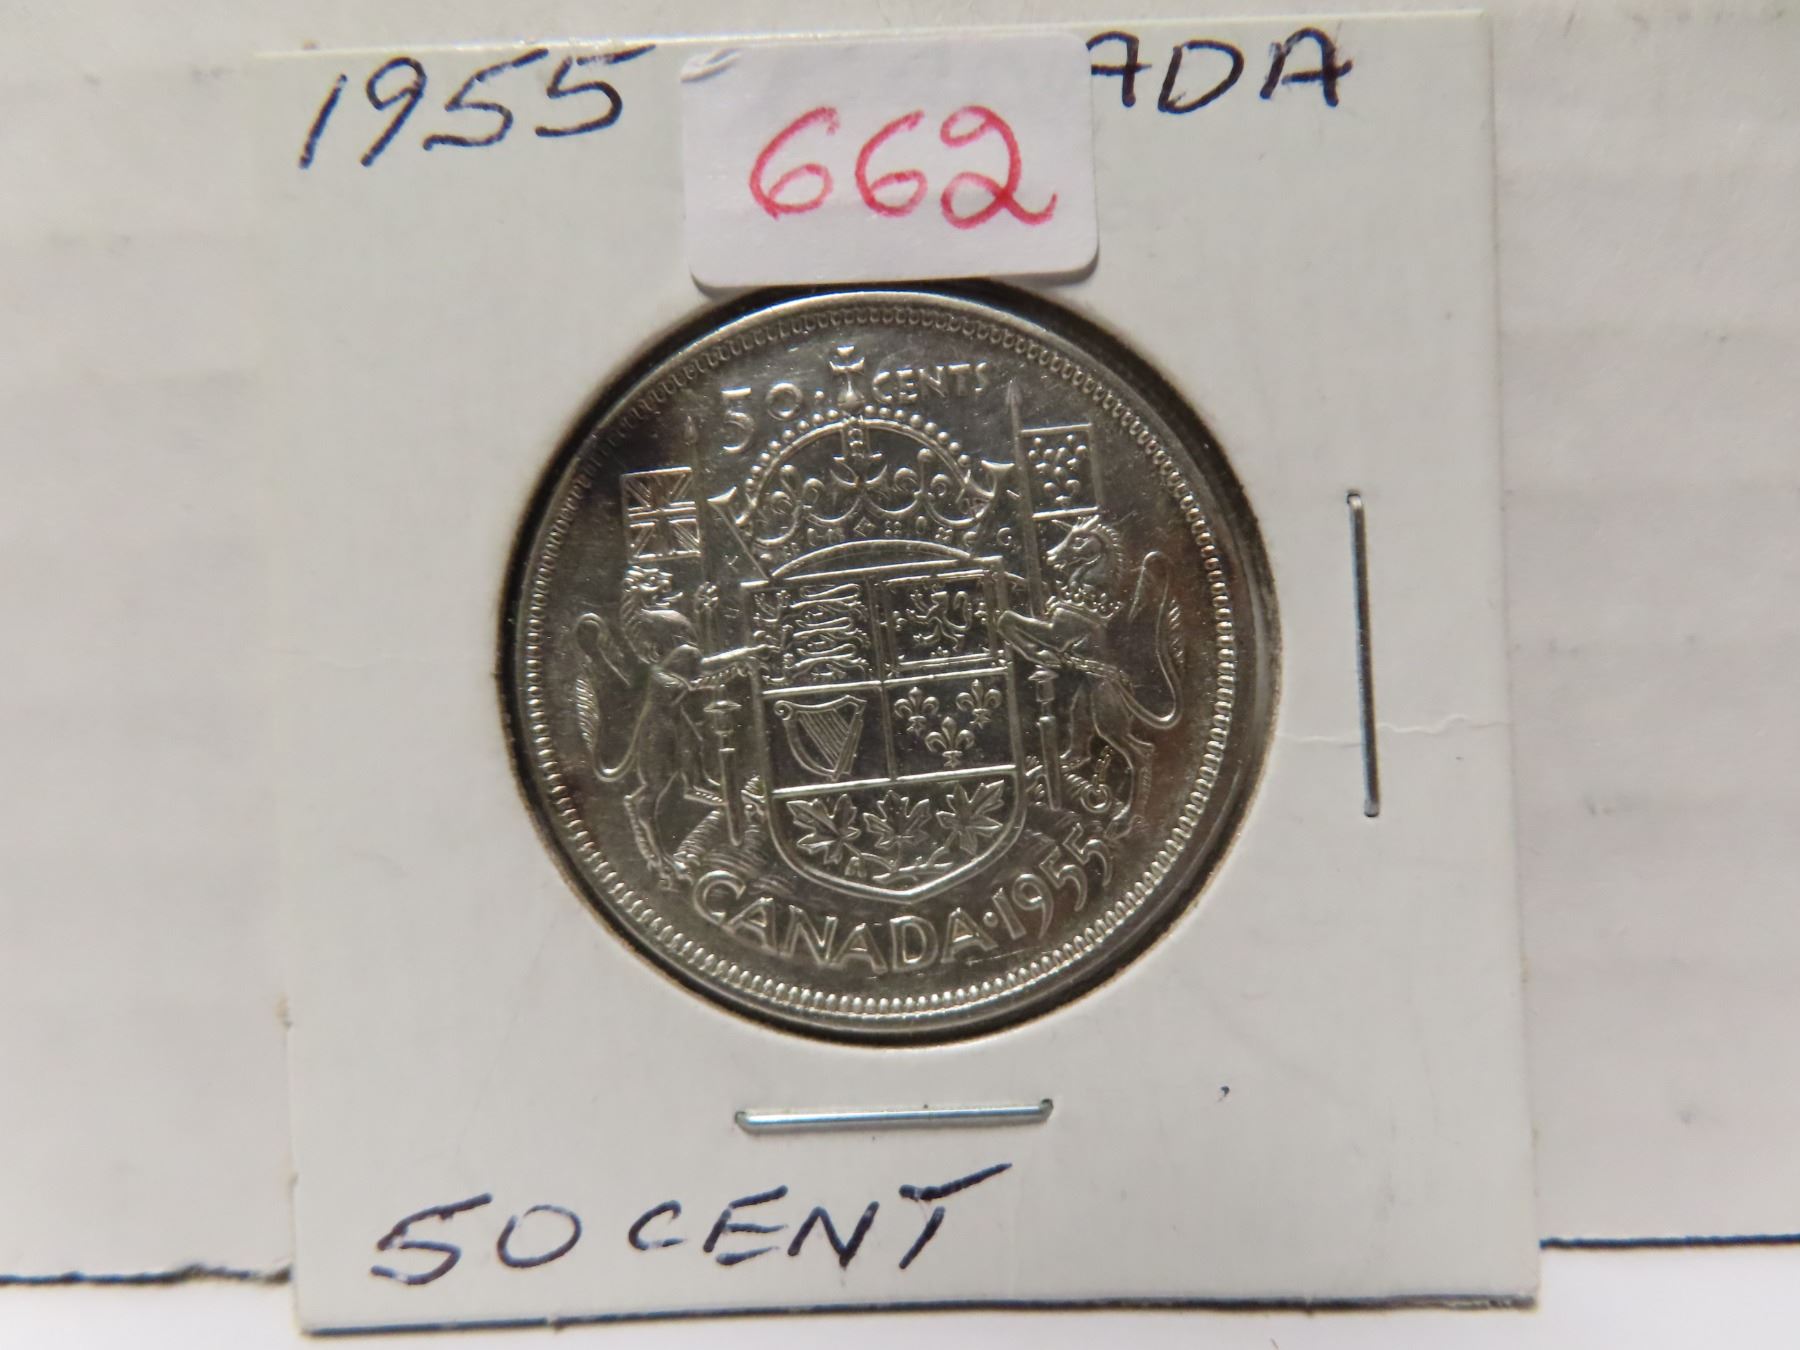 1955 ADA
662
50 CENTS
CANADA · 1955
50 CENT